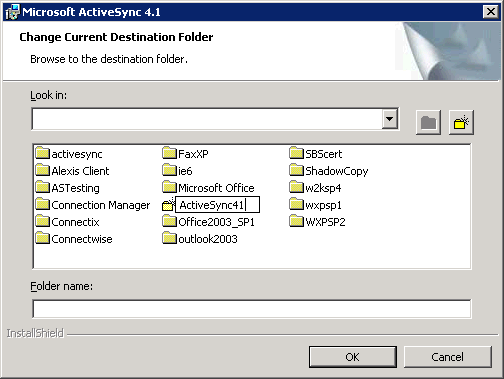 Microsoft ActiveSync 4.1
Change Current Destination Folder
Browse to the destination folder.
Look in:
activesync
Alexis Client
ASTesting
Connection Manager
Connectix
Connectwise
FaxXP
ie6
Microsoft Office
ActiveSync41
Office2003_SP1
outlook2003
SBScert
ShadowCopy
w2ksp4
wxpsp1
WXPSP2
Folder name:
InstallShield
OK
Cancel